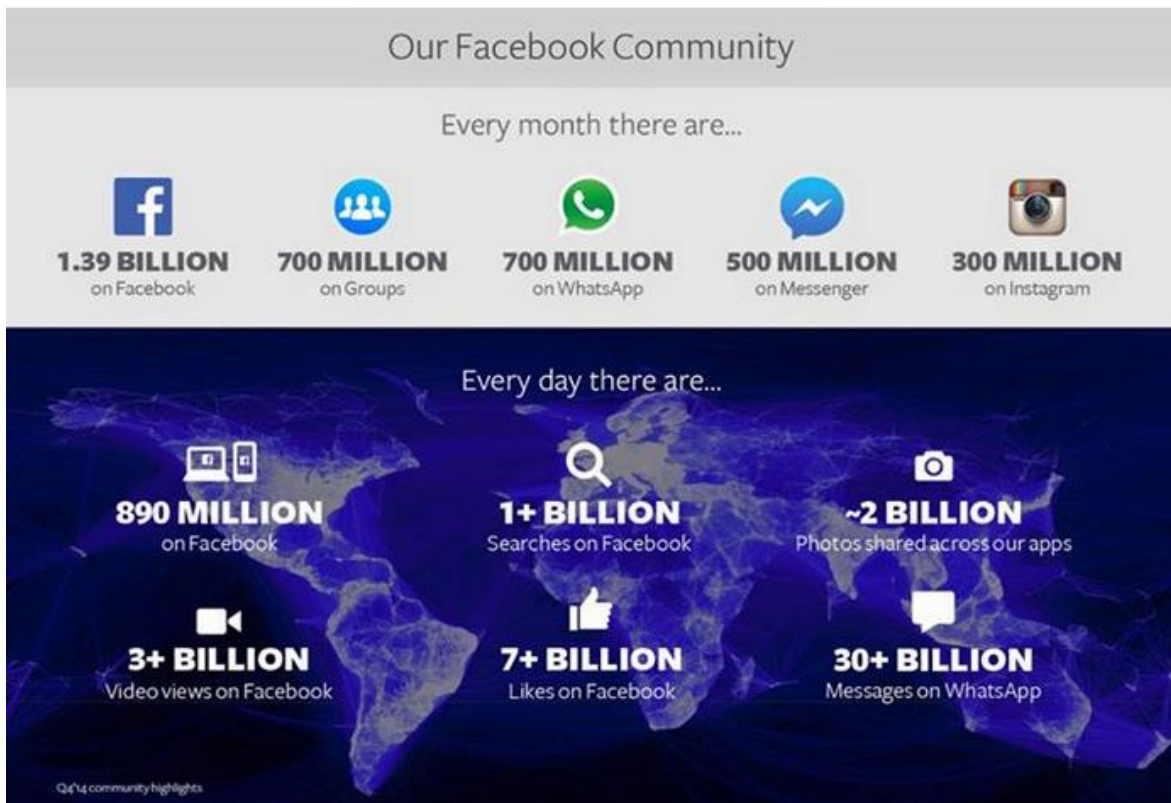 Our Facebook Community
Every month there are...
1.39 BILLION
on Facebook
700 MILLION
on Groups
700 MILLION
on WhatsApp
500 MILLION
on Messenger
300 MILLION
on Instagram
Every day there are...
890 MILLION
on Facebook
1+ BILLION
Searches on Facebook
~2 BILLION
Photos shared across our apps
3+ BILLION
Video views on Facebook
7+ BILLION
Likes on Facebook
30+ BILLION
Messages on WhatsApp
Q4'14 community highlights